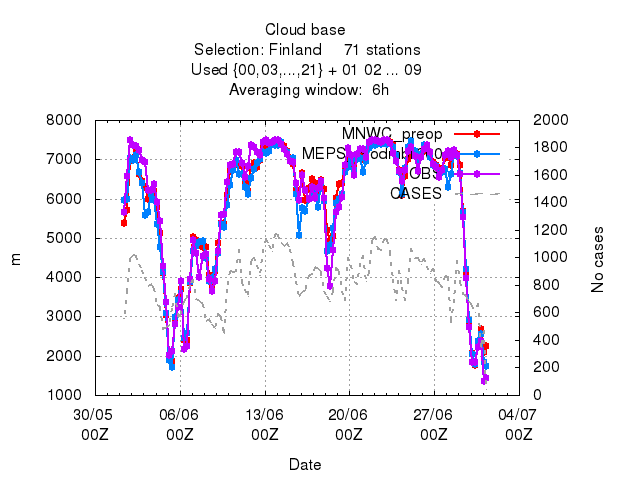 Cloud base
Selection: Finland 71 stations
Used {00,03,...,21} + 01 02 ... 09
Averaging window: 6h
8000
7000
6000
5000
4000
3000
2000
1000
m
2000
1800
1600
1400
1200
1000
800
600
400
200
0
No cases
MNWC_preop
OBS
CASES
30/05 06/06 13/06 20/06 27/06 04/07
00Z 00Z 00Z 00Z 00Z 00Z
Date